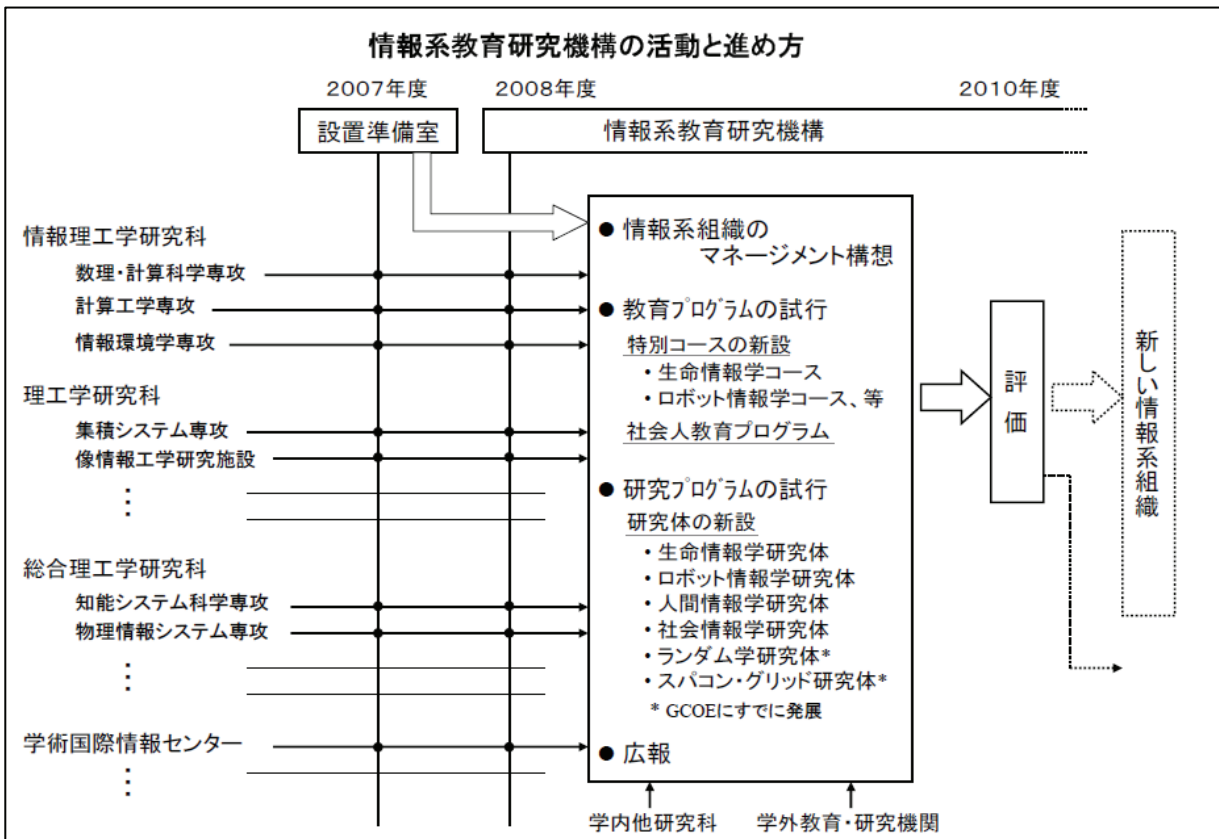 情報系教育研究機構の活動と進め方
2007年度
2008年度
2010年度
設置準備室
情報系教育研究機構
情報理工学研究科
数理・計算科学専攻
計算工学専攻
情報環境学専攻
理工学研究科
集積システム専攻
像情報工学研究施設
⋮
総合理工学研究科
知能システム科学専攻
物理情報システム専攻
⋮
学術国際情報センター
⋮
● 情報系組織の
マネージメント構想
● 教育プログラムの試行
特別コースの新設
・生命情報学コース
・ロボット情報学コース、等
社会人教育プログラム
● 研究プログラムの試行
研究体の新設
・生命情報学研究体
・ロボット情報学研究体
・人間情報学研究体
・社会情報学研究体
・ランダム学研究体*
・スパコン・グリッド研究体*
* GCOEにすでに発展
● 広報
学内他研究科
学外教育・研究機関
評価
新しい情報系組織